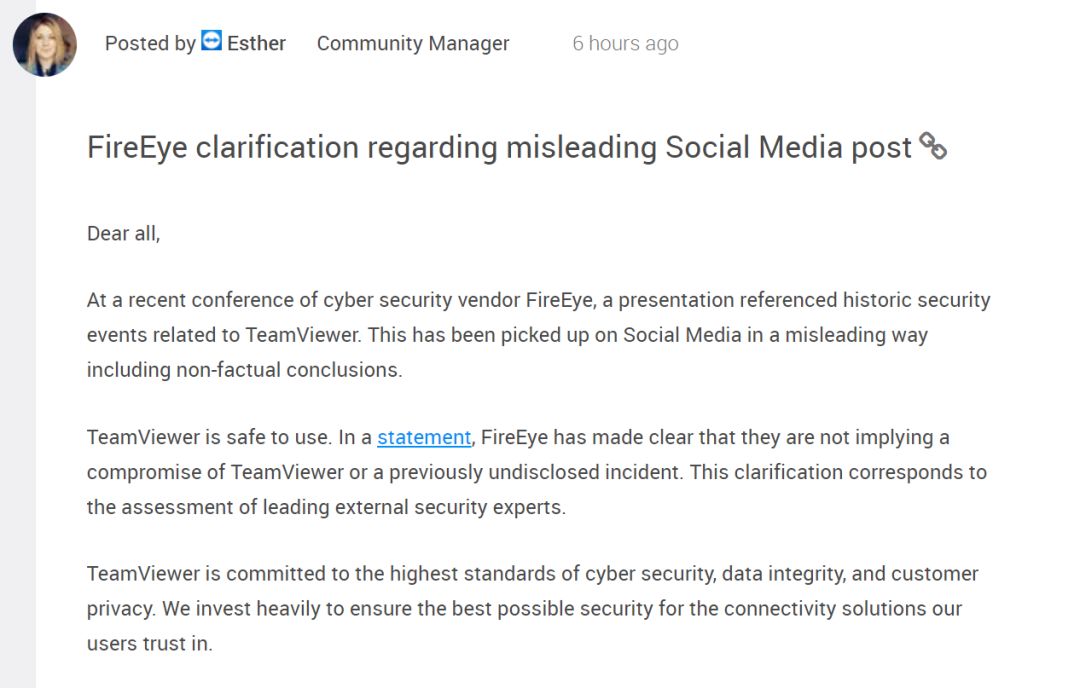 Posted by Esther Community Manager 6 hours ago
FireEye clarification regarding misleading Social Media post
Dear all,
At a recent conference of cyber security vendor FireEye, a presentation referenced historic security
events related to TeamViewer. This has been picked up on Social Media in a misleading way
including non-factual conclusions.
TeamViewer is safe to use. In a statement, FireEye has made clear that they are not implying a
compromise of TeamViewer or a previously undisclosed incident. This clarification corresponds to
the assessment of leading external security experts.
TeamViewer is committed to the highest standards of cyber security, data integrity, and customer
privacy. We invest heavily to ensure the best possible security for the connectivity solutions our
users trust in.